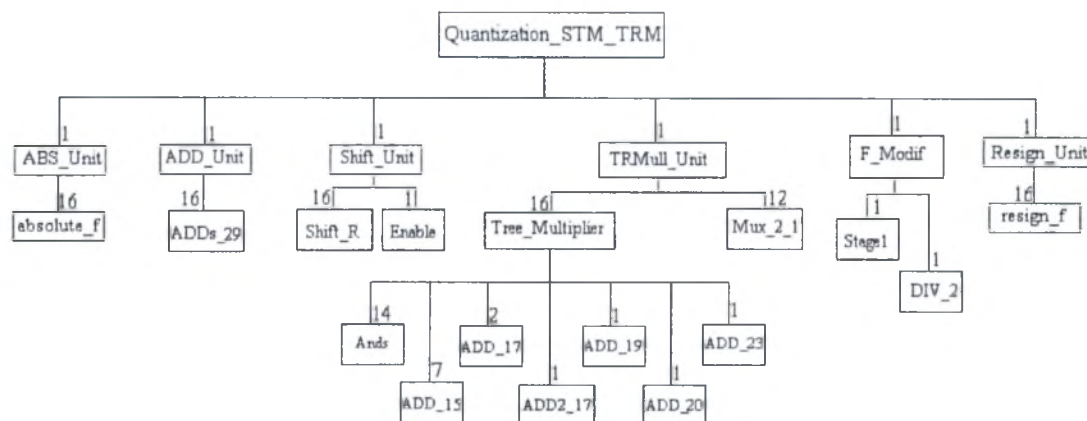 Quantization_STM_TRM
1 1 1 1 1 1
ABS_Unit ADD_Unit Shift_Unit TRMull_Unit F_Modif Resign_Unit
16 16 16 1 16 12 1 1 16
absolute_f ADDs_29 Shift_R Enable Tree_Multiplier Mux_2_1 Stage1 DIV_2 resign_f
14 7 2 1 1 1 1
Ands ADD_17 ADD_19 ADD_23
ADD_15 ADD2_17 ADD_20